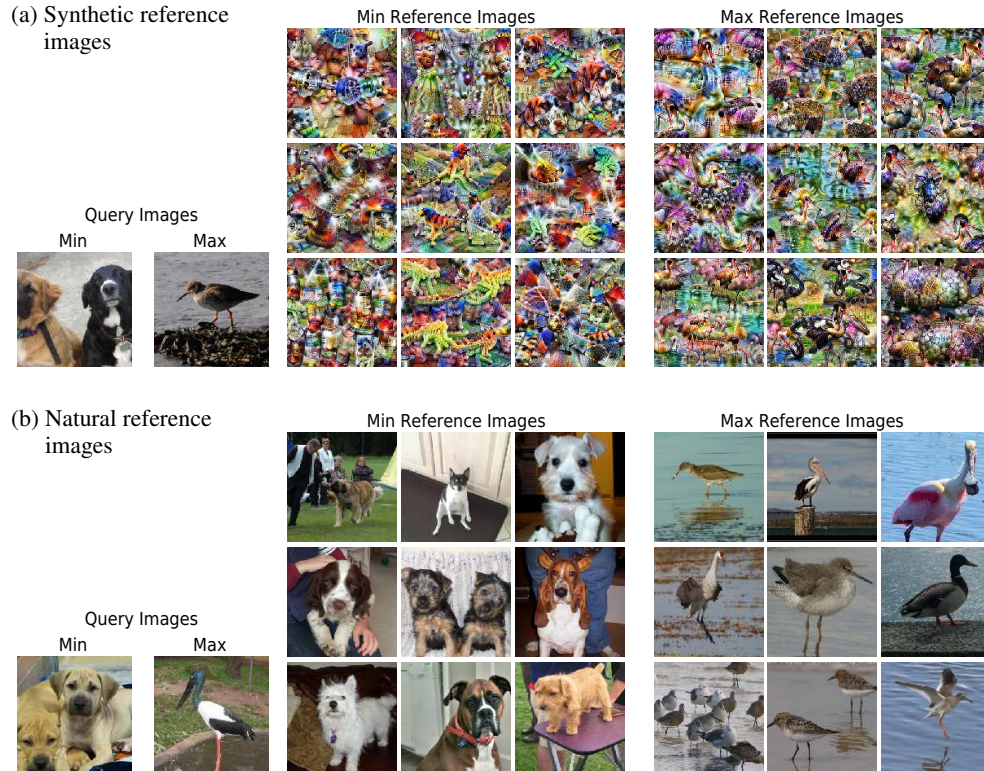 (a) Synthetic reference
images
Min Reference Images
Max Reference Images
Query Images
Min
Max
(b) Natural reference
images
Min Reference Images
Max Reference Images
Query Images
Min
Max